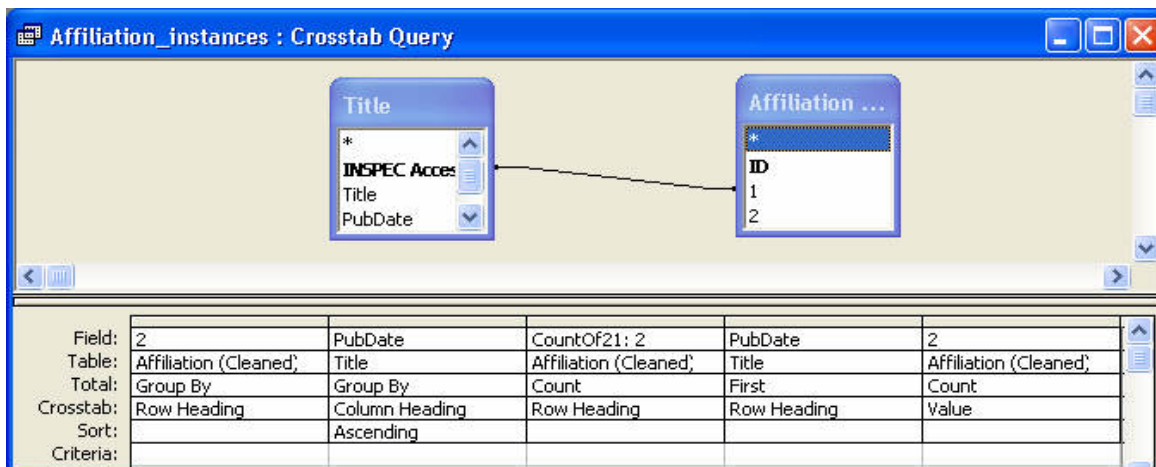 Affiliation_instances : Crosstab Query
Title
*
INSPEC Acces
Title
PubDate
Affiliation ...
*
ID
1
2
Field: 2 PubDate CountOf21: 2 PubDate 2
Table: Affiliation (Cleaned) Title Affiliation (Cleaned) Title Affiliation (Cleaned)
Total: Group By Group By Count First Count
Crosstab: Row Heading Column Heading Row Heading Row Heading Value
Sort: Ascending
Criteria: